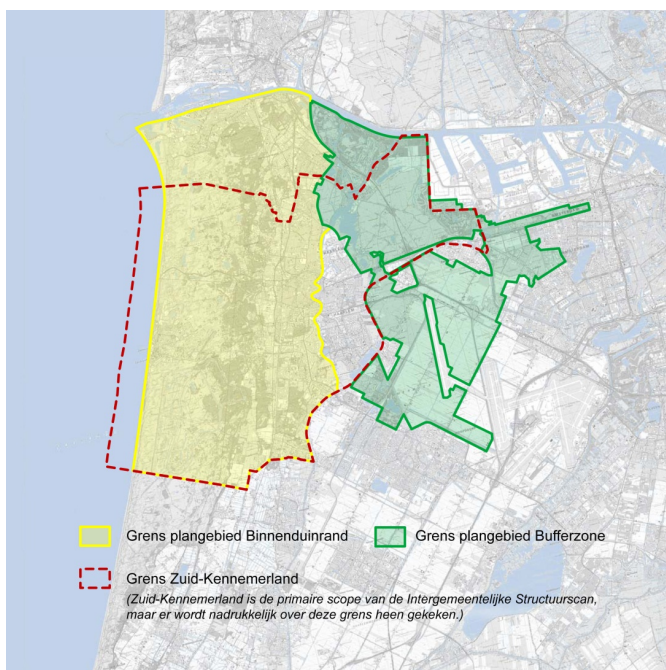 Grens plangebied Binnenduinrand
Grens plangebied Bufferzone
Grens Zuid-Kennemerland
(Zuid-Kennemerland is de primaire scope van de Intergemeentelijke Structuurscan,
maar er wordt nadrukkelijk over deze grens heen gekeken.)